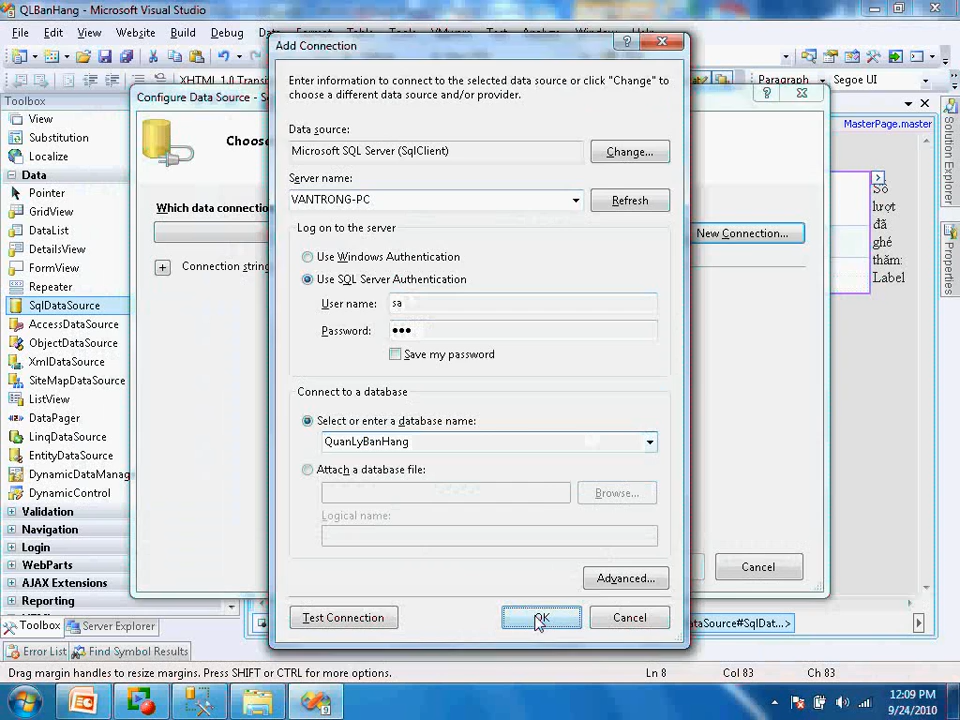 QLBanHang - Microsoft Visual Studio
File Edit View Website Build Debug
XHTML 1.0 Transi
Paragraph Segoe UI
Toolbox
View
Substitution
Localize
Data
Pointer
GridView
DataList
DetailsView
FormView
Repeater
SqlDataSource
AccessDataSource
ObjectDataSource
XmlDataSource
SiteMapDataSource
ListView
DataPager
LinqDataSource
EntityDataSource
DynamicDataManag
DynamicControl
Validation
Navigation
Login
WebParts
AJAX Extensions
Reporting
Toolbox Server Explorer
Error List Find Symbol Results
Configure Data Source - S
Choos
Which data connectio
Connection string
New Connection...
Cancel
Add Connection
Enter information to connect to the selected data source or click "Change" to
choose a different data source and/or provider.
Data source:
Microsoft SQL Server (SqlClient)
Change...
Server name:
VANTRONG-PC
Refresh
Log on to the server
Use Windows Authentication
Use SQL Server Authentication
User name: sa
Password: •••
Save my password
Connect to a database
Select or enter a database name:
QuanLyBanHang
Attach a database file:
Browse...
Logical name:
Advanced...
Test Connection OK Cancel
MasterPage.master
Số
lượt
đã
ghé
thăm:
Label
Solution Explorer
Properties
DataSource#SqlDat...>
Drag margin handles to resize margins. Press SHIFT or CTRL for more options.
Ln 8 Col 83 Ch 83
12:09 PM
9/24/2010